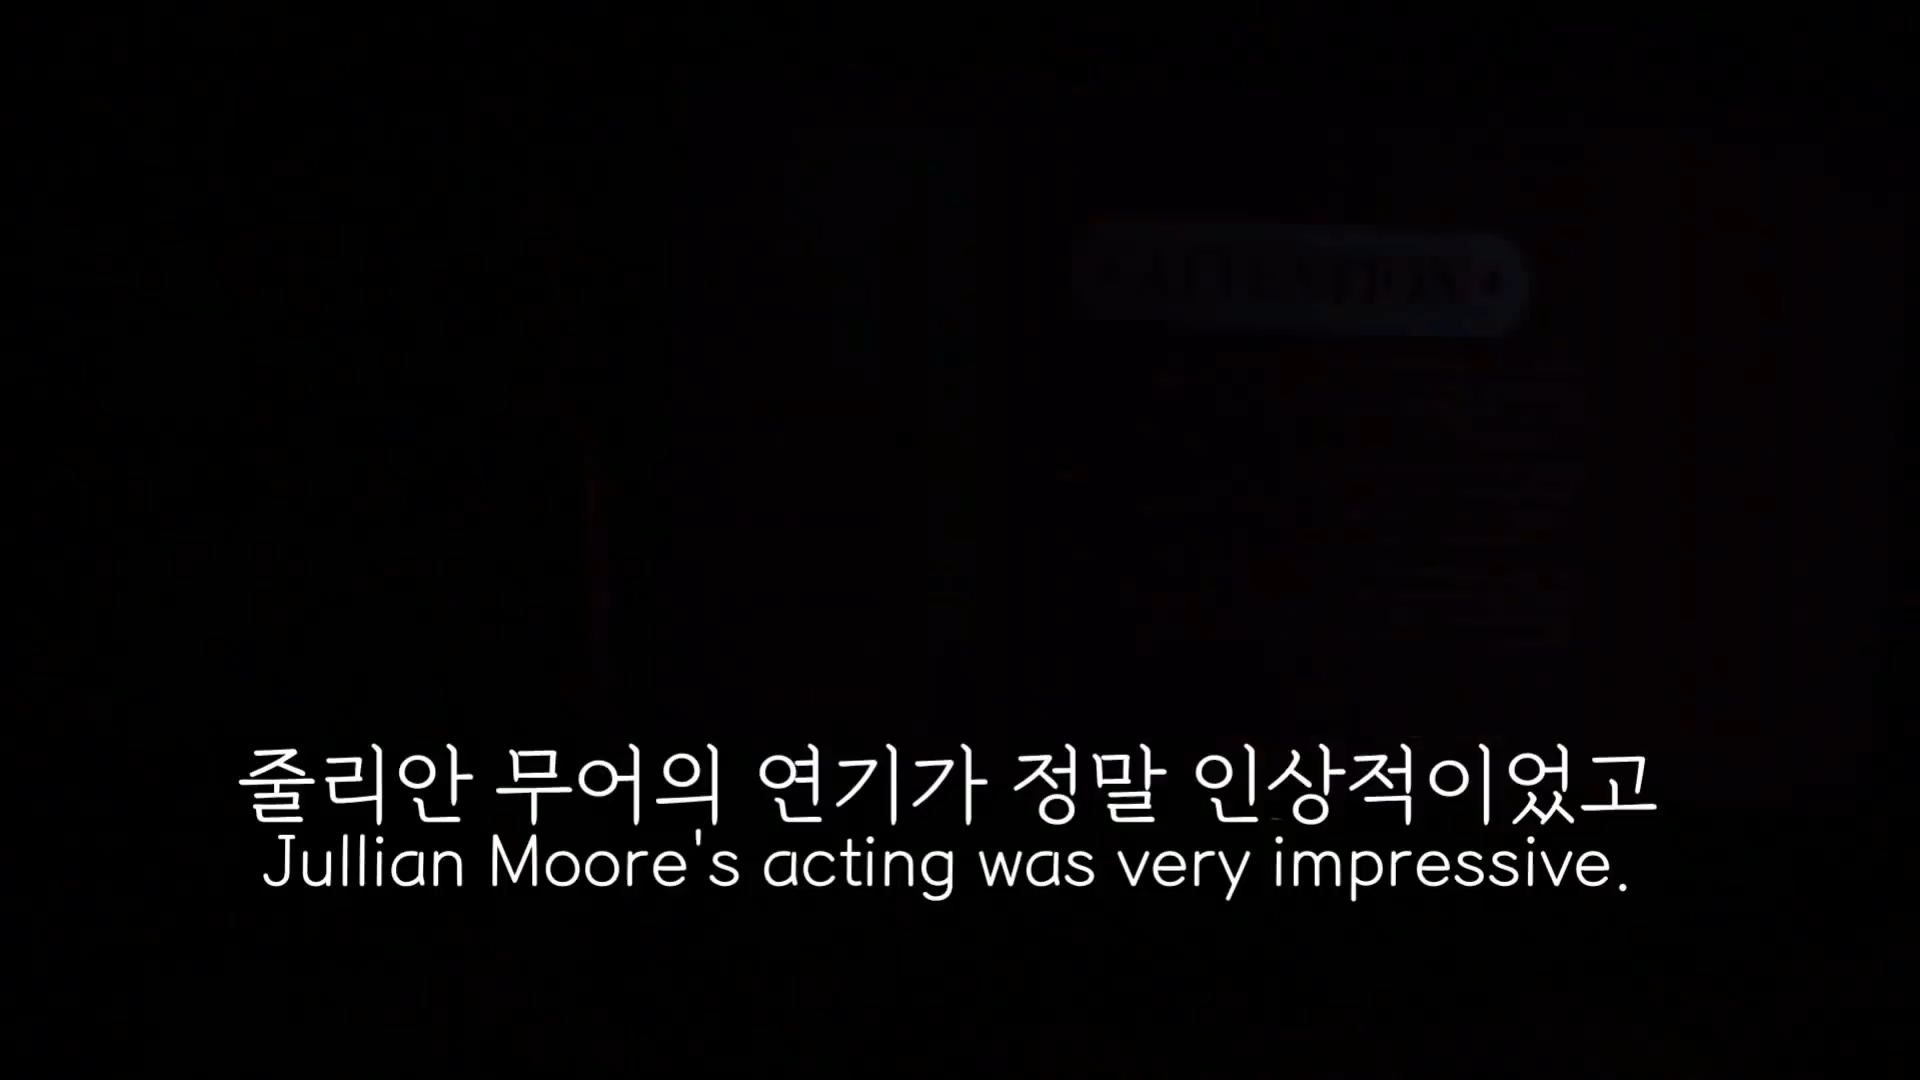 줄리안 무어의 연기가 정말 인상적이었고
Jullian Moore's acting was very impressive.